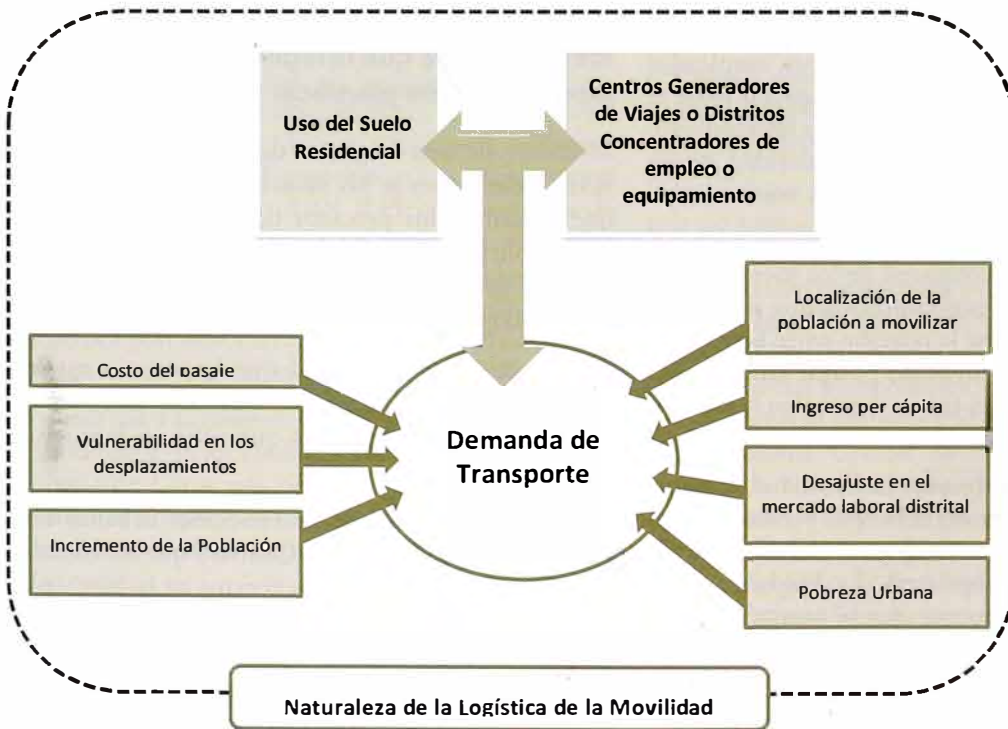 Uso del Suelo
Residencial
Centros Generadores
de Viajes o Distritos
Concentradores de
empleo o
equipamiento
Costo del pasaje
Vulnerabilidad en los
desplazamientos
Incremento de la Población
Demanda de
Transporte
Localización de la
población a movilizar
Ingreso per cápita
Desajuste en el
mercado laboral distrital
Pobreza Urbana
Naturaleza de la Logística de la Movilidad